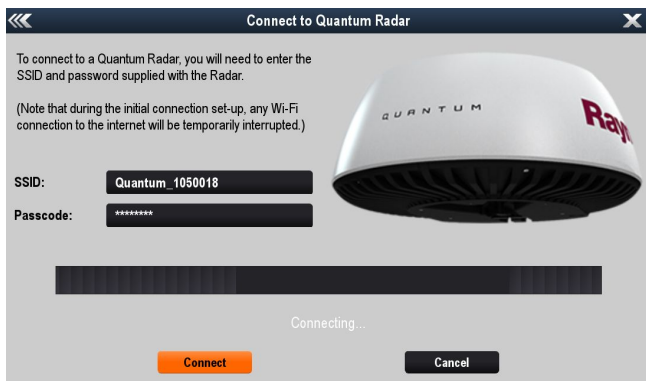 Connect to Quantum Radar
To connect to a Quantum Radar, you will need to enter the
SSID and password supplied with the Radar.
(Note that during the initial connection set-up, any Wi-Fi
connection to the internet will be temporarily interrupted.)
QUANTUM
Ray
SSID:
Quantum_1050018
Passcode:
********
Connecting...
Connect
Cancel